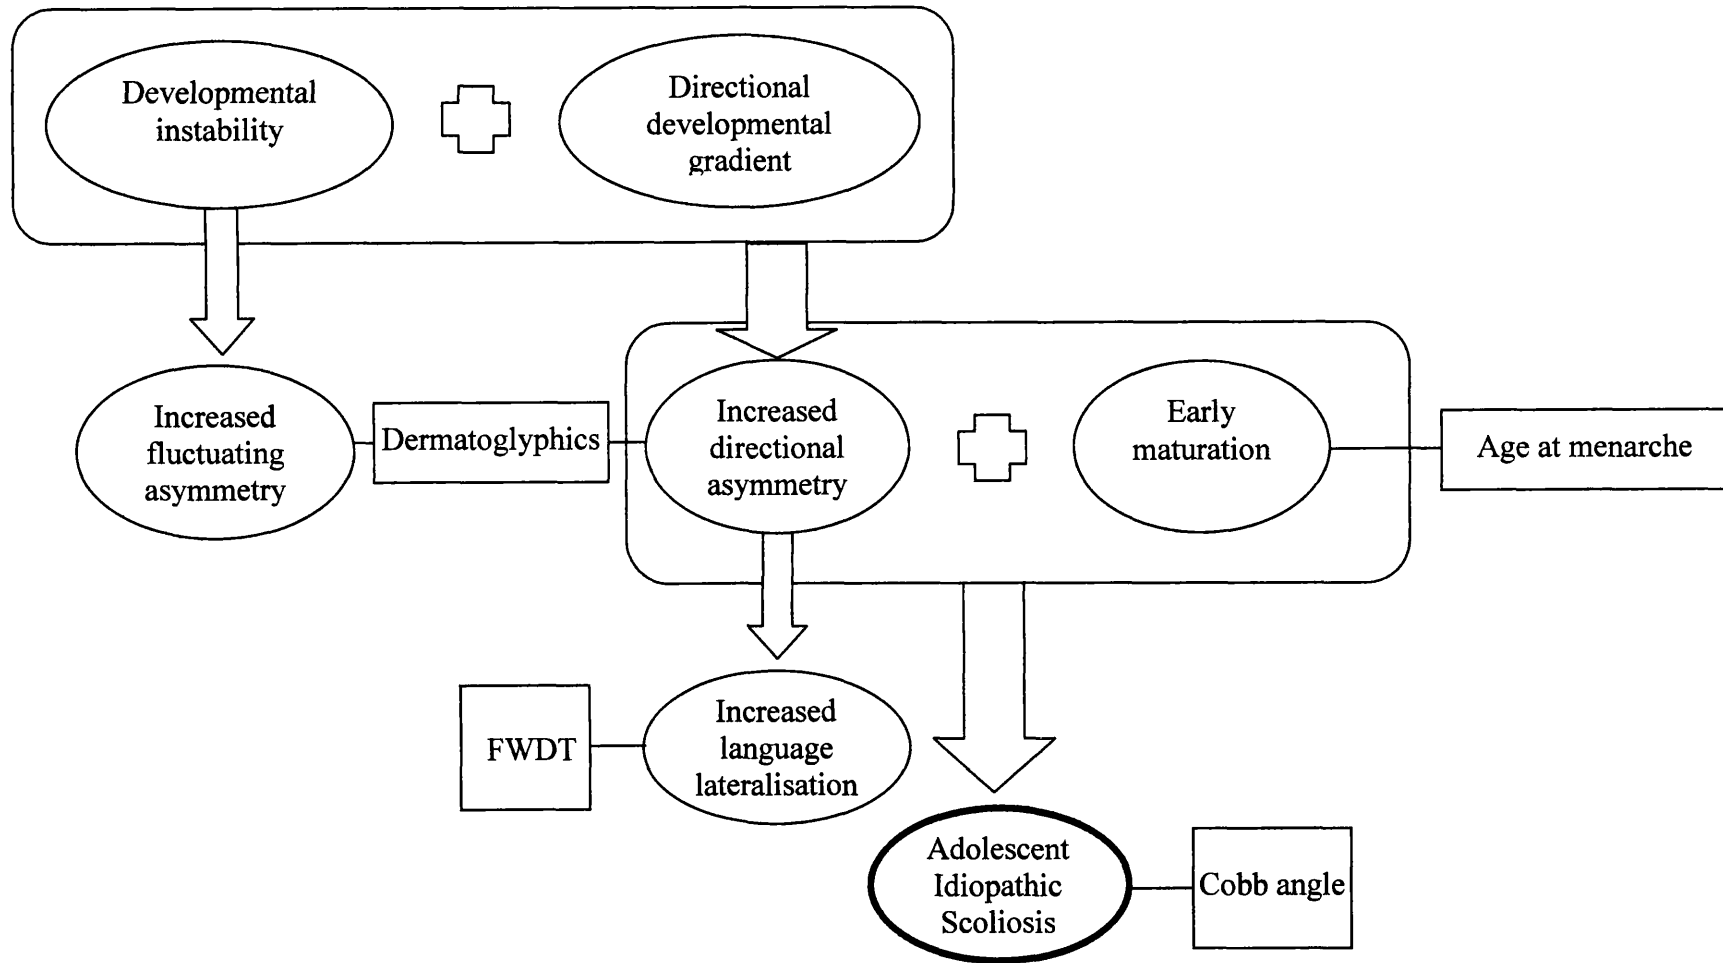 Developmental
instability
Directional
developmental
gradient
Increased
fluctuating
asymmetry
Dermatoglyphics
Increased
directional
asymmetry
Early
maturation
Age at menarche
FWDT
Increased
language
lateralisation
Adolescent
Idiopathic
Scoliosis
Cobb angle